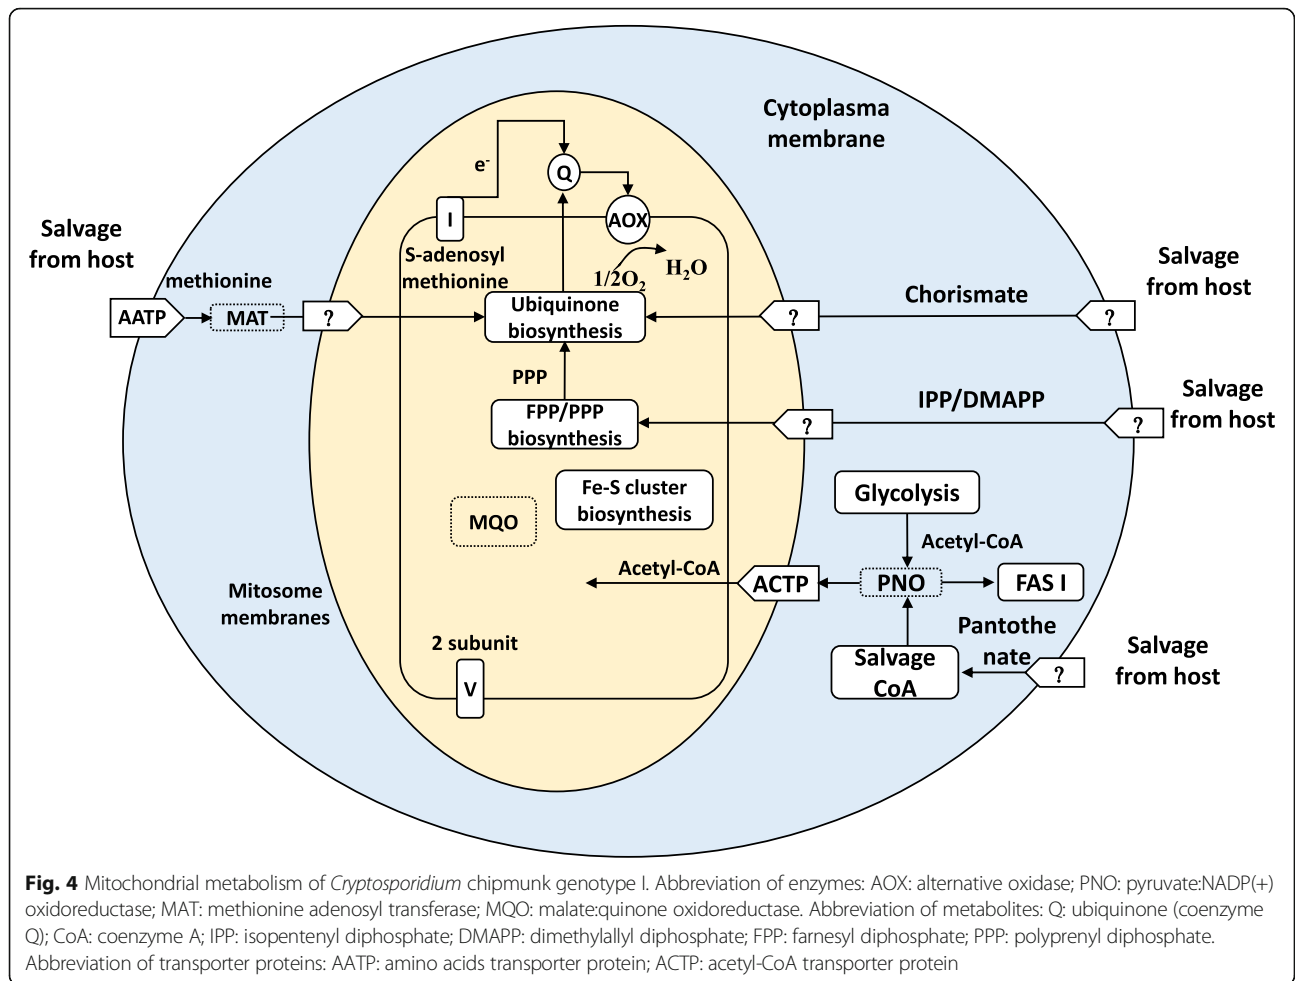 Cytoplasma
membrane
e-
Q
I
AOX
Salvage
from host
S-adenosyl
methionine
1/2O2
H2O
Salvage
from host
methionine
AATP
MAT
?
Ubiquinone
biosynthesis
?
Chorismate
?
PPP
FPP/PPP
biosynthesis
?
IPP/DMAPP
?
Salvage
from host
Fe-S cluster
biosynthesis
MQO
Glycolysis
Acetyl-CoA
Acetyl-CoA
ACTP
PNO
FAS I
Mitosome
membranes
2 subunit
V
Pantothe
nate
Salvage
CoA
?
Salvage
from host
Fig. 4 Mitochondrial metabolism of Cryptosporidium chipmunk genotype I. Abbreviation of enzymes: AOX: alternative oxidase; PNO: pyruvate:NADP(+)
oxidoreductase; MAT: methionine adenosyl transferase; MQO: malate:quinone oxidoreductase. Abbreviation of metabolites: Q: ubiquinone (coenzyme
Q); CoA: coenzyme A; IPP: isopentenyl diphosphate; DMAPP: dimethylallyl diphosphate; FPP: farnesyl diphosphate; PPP: polyprenyl diphosphate.
Abbreviation of transporter proteins: AATP: amino acids transporter protein; ACTP: acetyl-CoA transporter protein